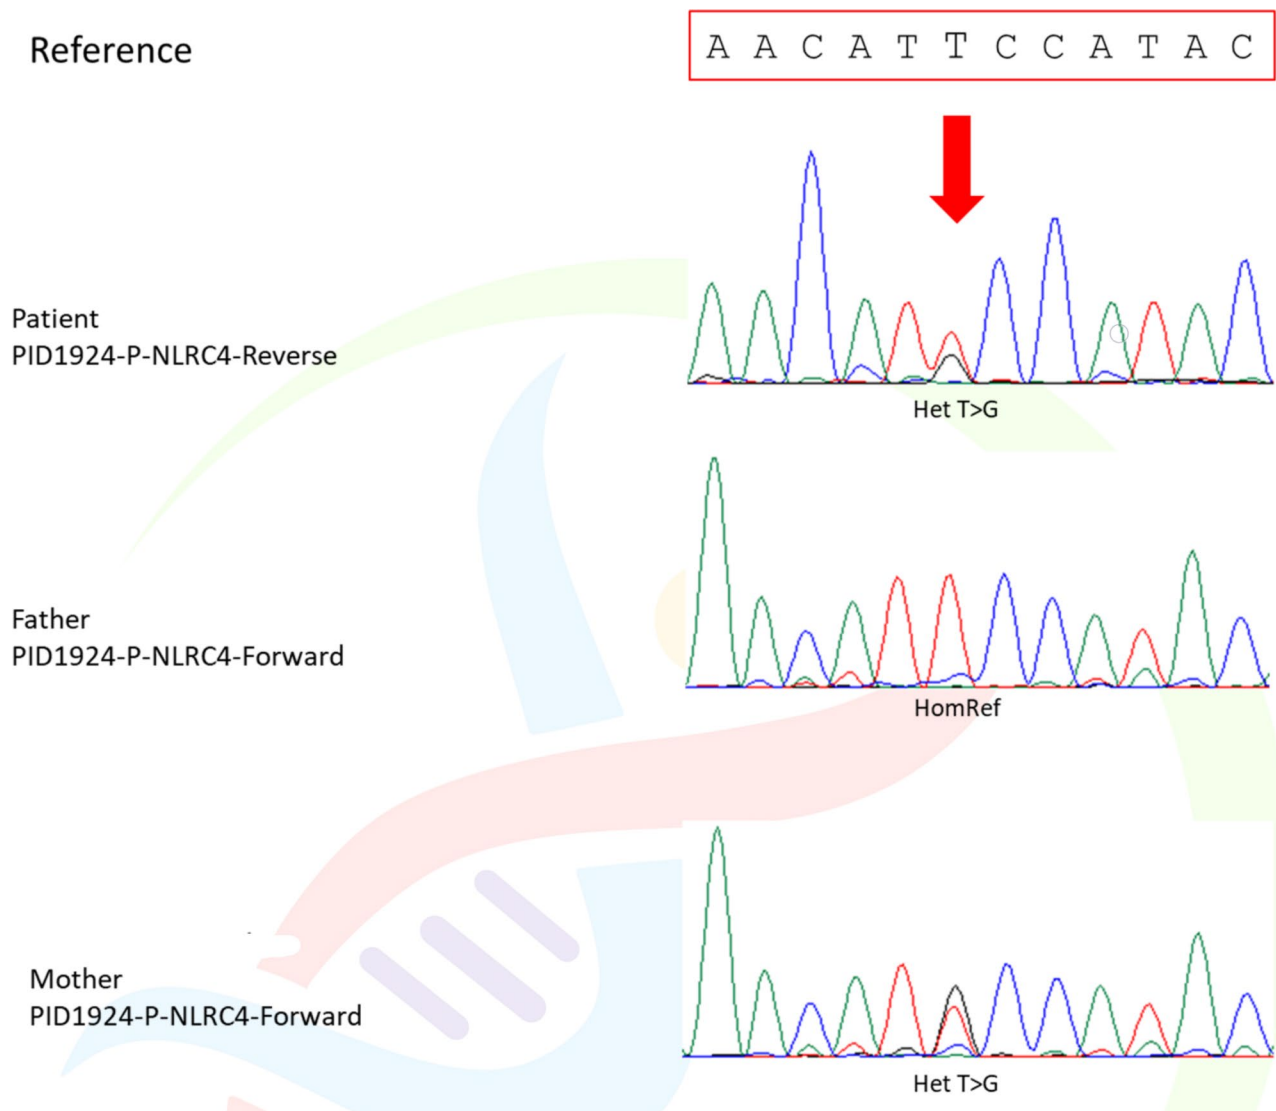 Reference
A A C A T T C C A T A C
Patient
PID1924-P-NLRC4-Reverse
Het T>G
Father
PID1924-P-NLRC4-Forward
HomRef
Mother
PID1924-P-NLRC4-Forward
Het T>G